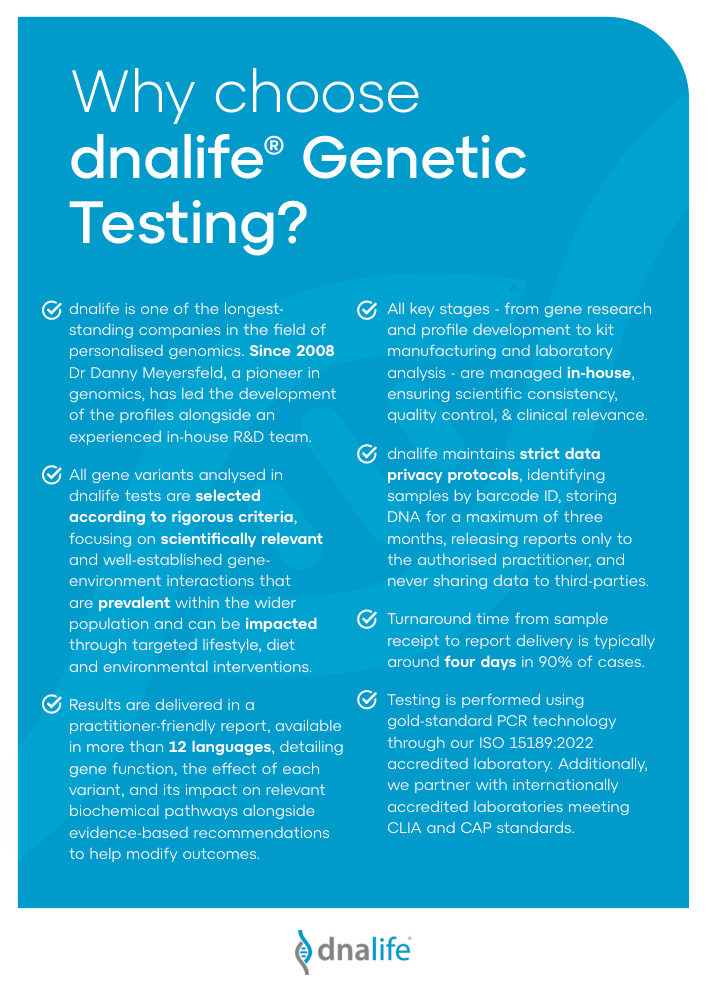 Why choose
dnalife® Genetic
Testing?
dnalife is one of the longest-
standing companies in the field of
personalised genomics. Since 2008
Dr Danny Meyersfeld, a pioneer in
genomics, has led the development
of the profiles alongside an
experienced in-house R&D team.
All gene variants analysed in
dnalife tests are selected
according to rigorous criteria,
focusing on scientifically relevant
and well-established gene-
environment interactions that
are prevalent within the wider
population and can be impacted
through targeted lifestyle, diet
and environmental interventions.
Results are delivered in a
practitioner-friendly report, available
in more than 12 languages, detailing
gene function, the effect of each
variant, and its impact on relevant
biochemical pathways alongside
evidence-based recommendations
to help modify outcomes.
All key stages - from gene research
and profile development to kit
manufacturing and laboratory
analysis - are managed in-house,
ensuring scientific consistency,
quality control, & clinical relevance.
dnalife maintains strict data
privacy protocols, identifying
samples by barcode ID, storing
DNA for a maximum of three
months, releasing reports only to
the authorised practitioner, and
never sharing data to third-parties.
Turnaround time from sample
receipt to report delivery is typically
around four days in 90% of cases.
Testing is performed using
gold-standard PCR technology
through our ISO 15189:2022
accredited laboratory. Additionally,
we partner with internationally
accredited laboratories meeting
CLIA and CAP standards.
dnalife®